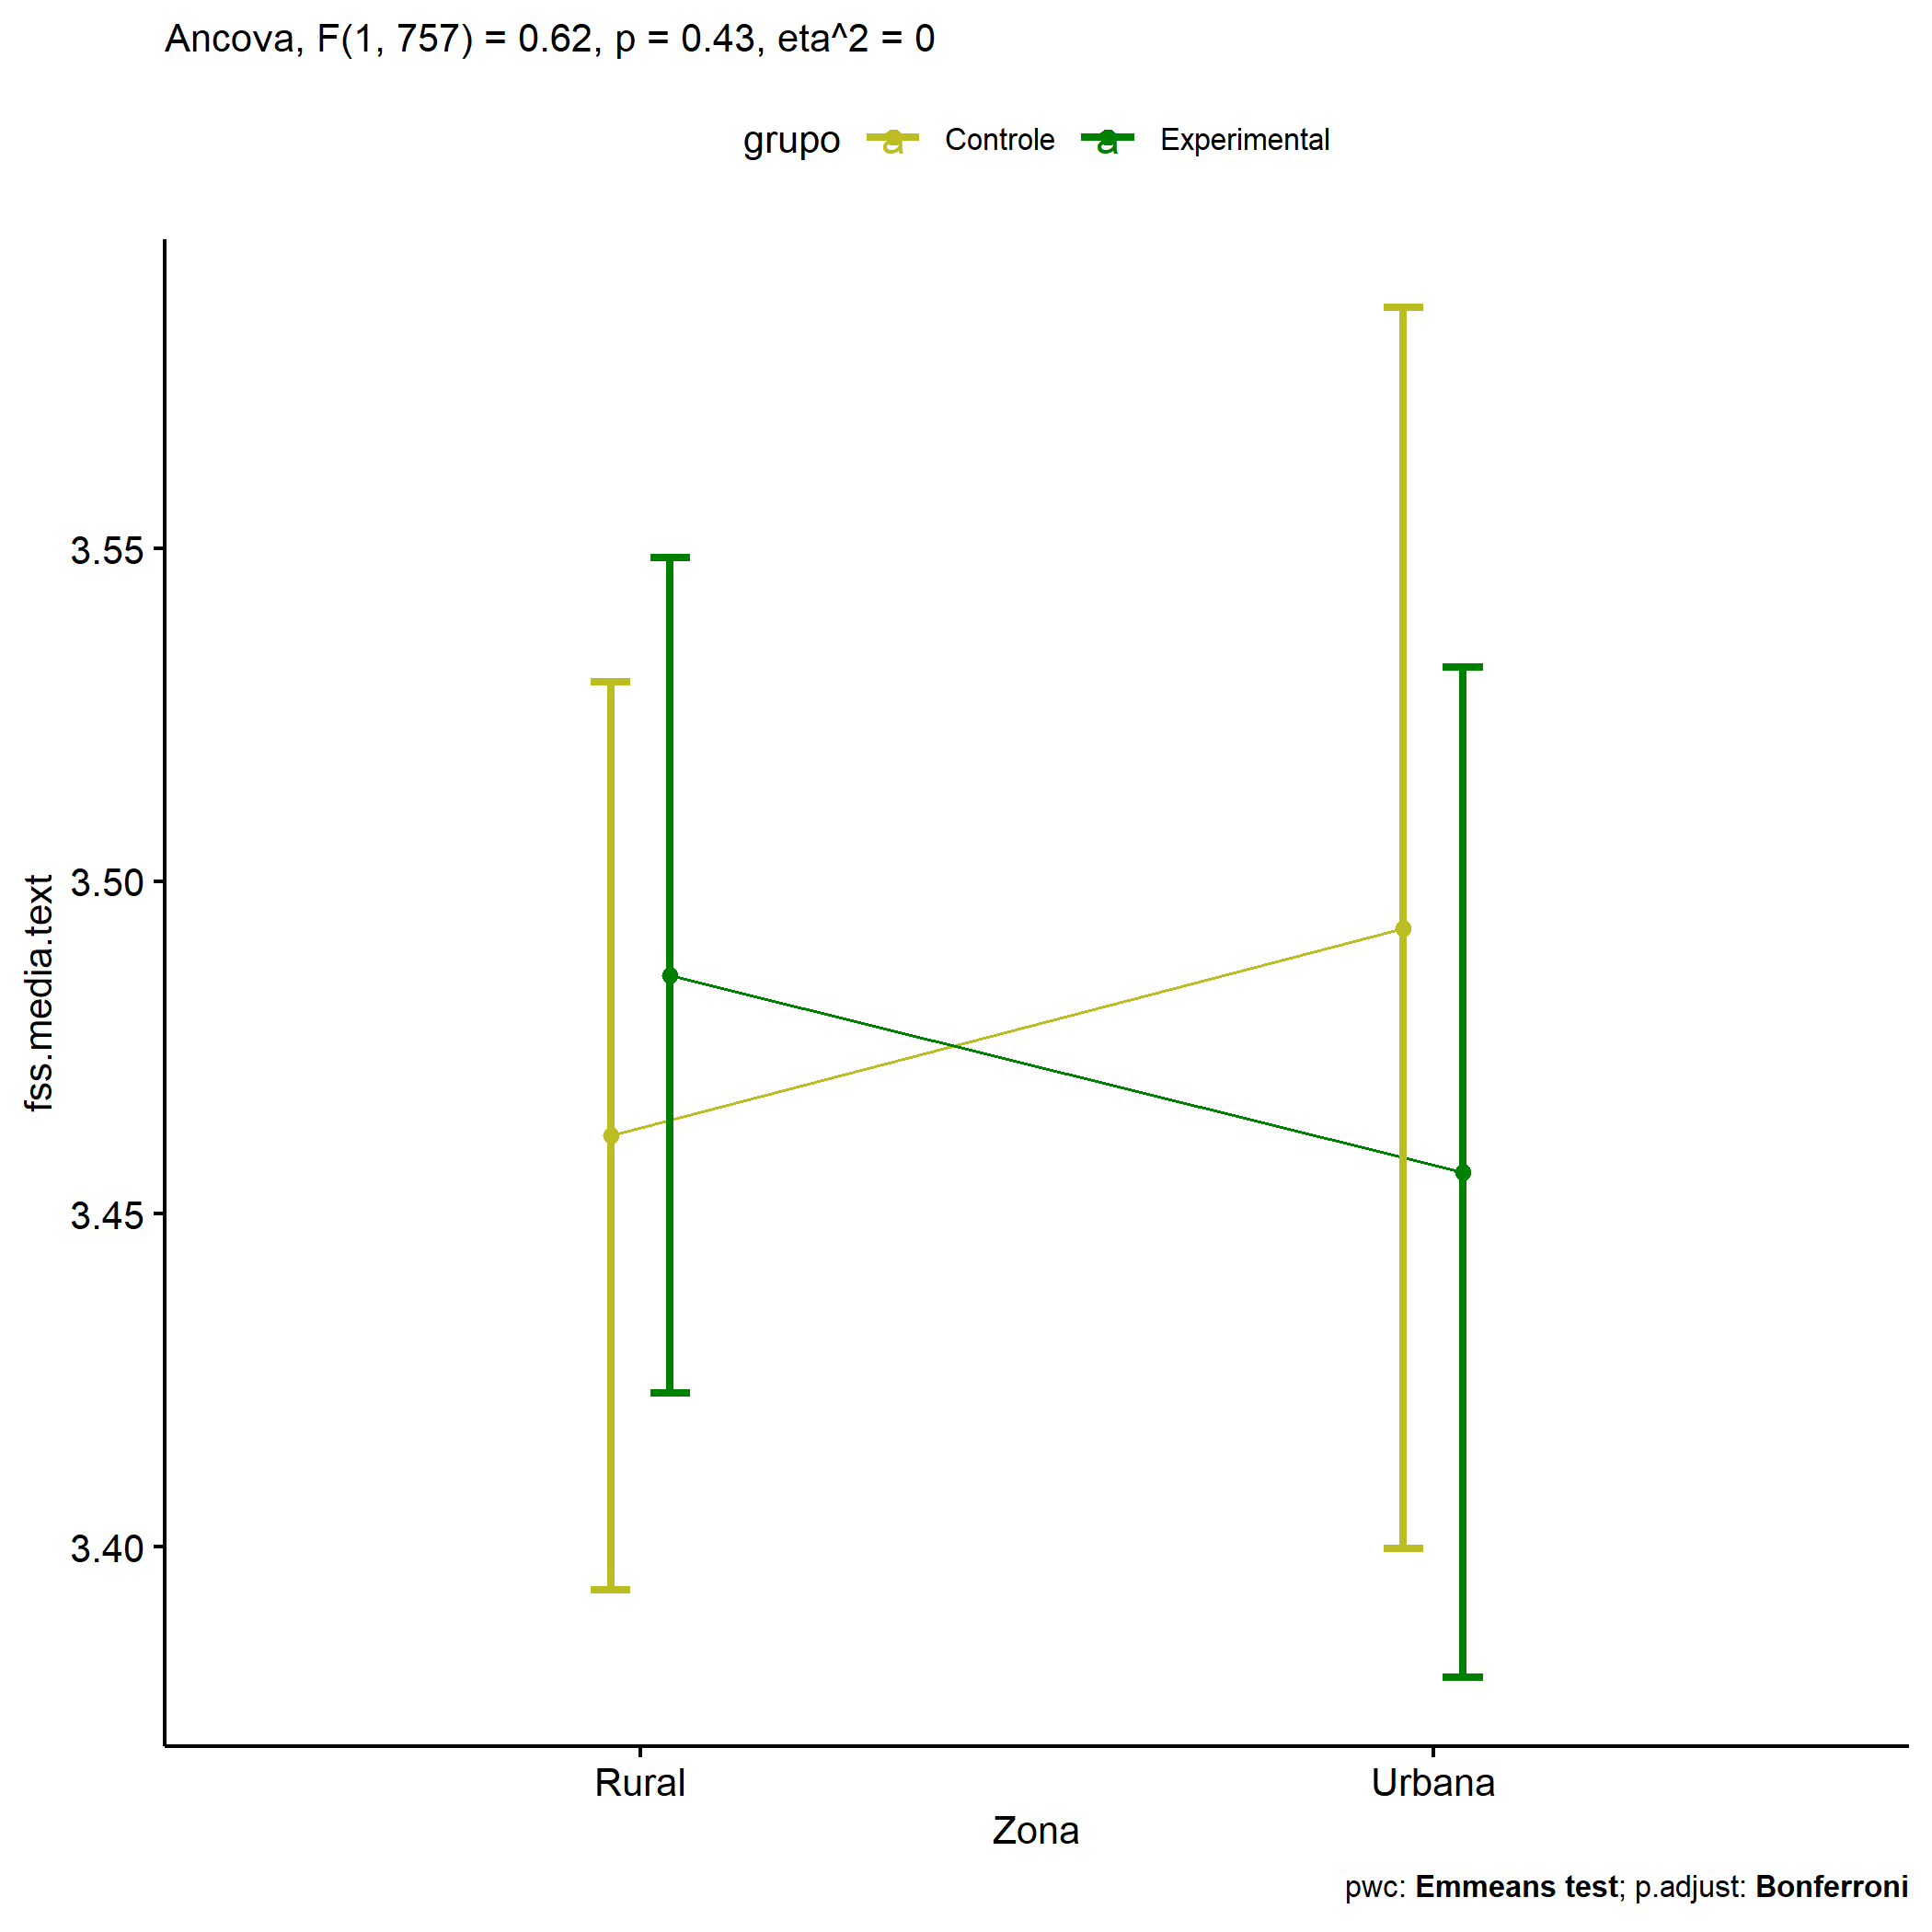 Ancova, F(1, 757) = 0.62, p = 0.43, eta^2 = 0
grupo a Controle a Experimental
3.55
3.50
3.45
3.40
fss.media.text
Rural Urbana
Zona
pwc: Emmeans test; p.adjust: Bonferroni